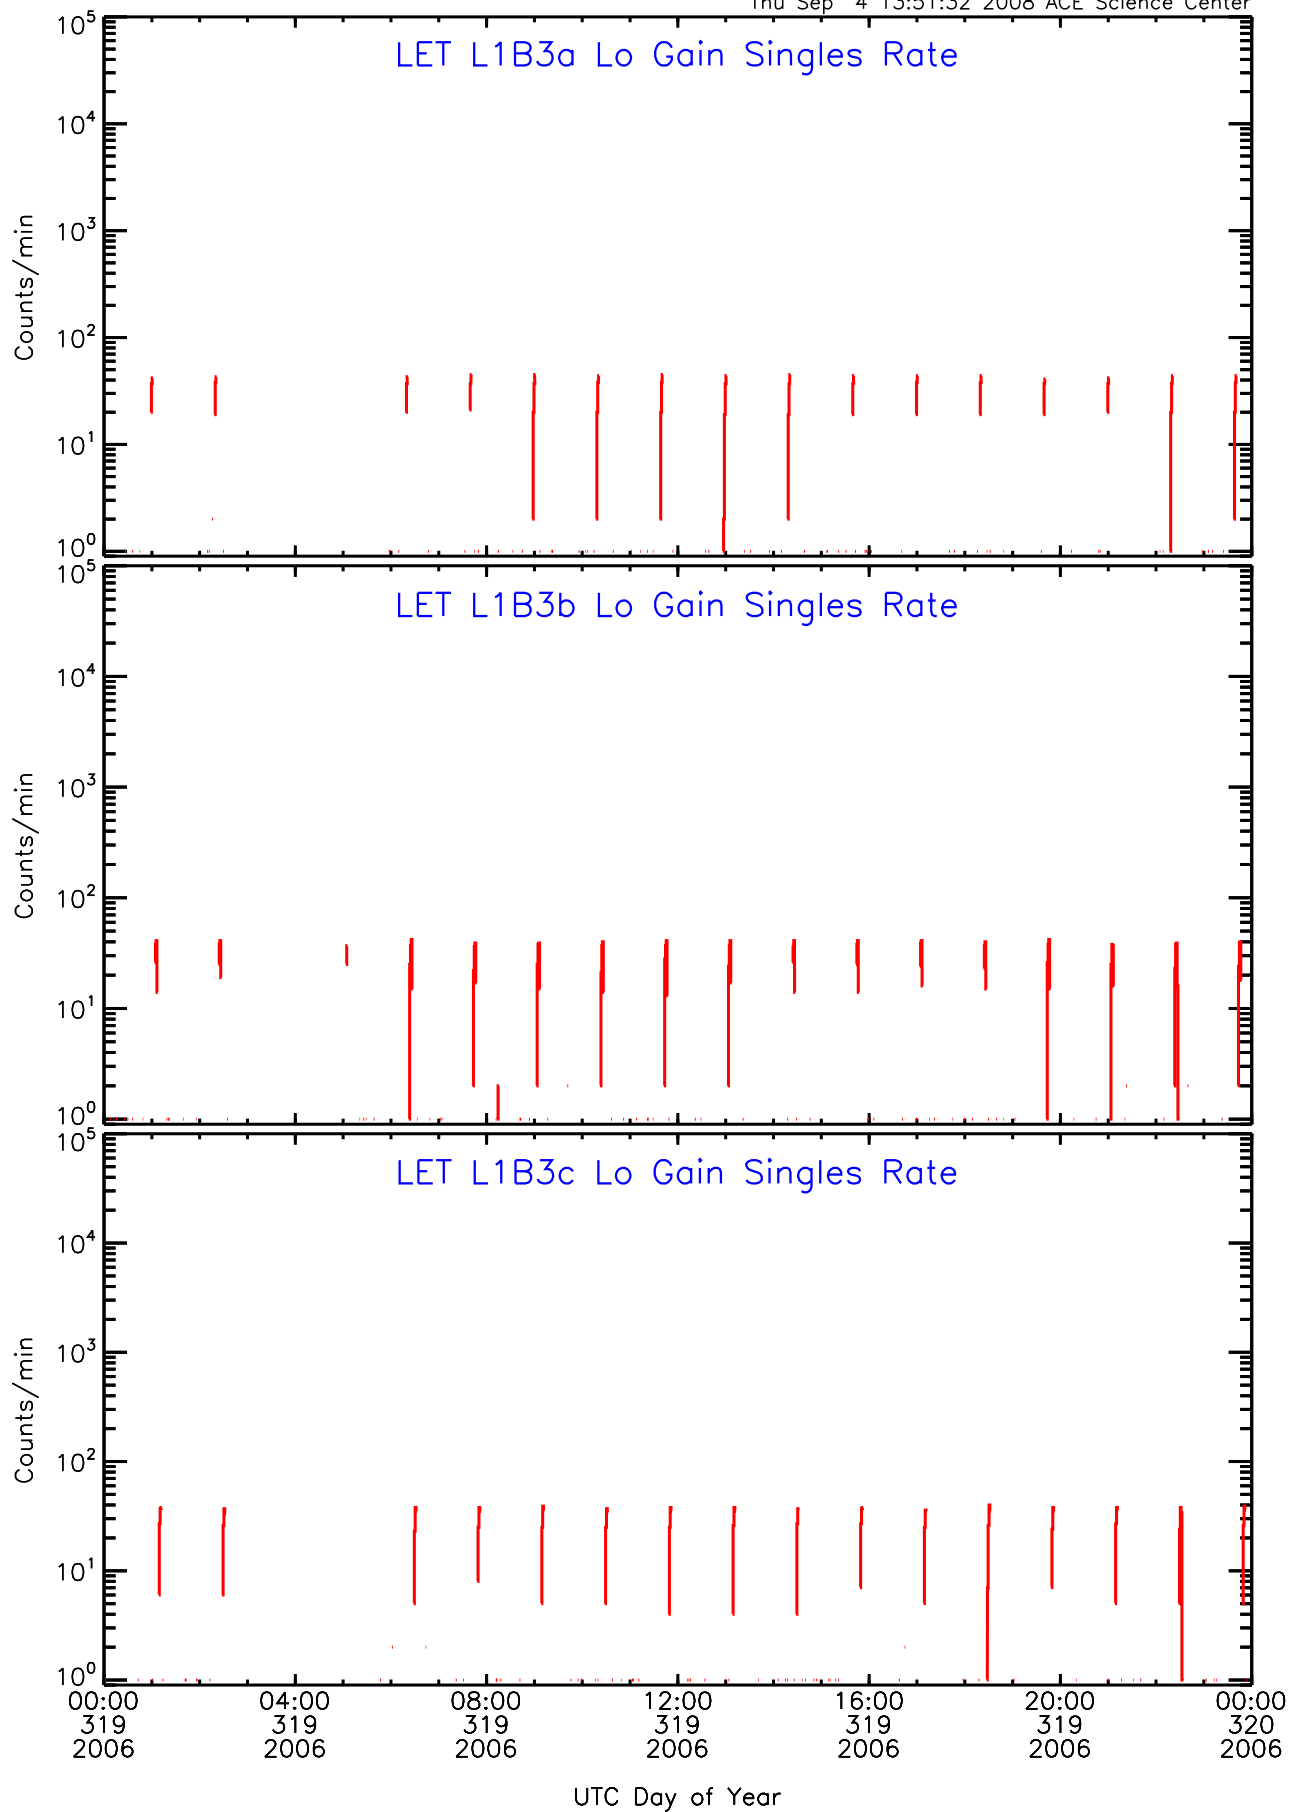 Thu Sep 4 13:51:32 2008 ACE Science Center
LET L1B3a Lo Gain Singles Rate
10^5
10^4
10^3
10^2
10^1
10^0
Counts/min
LET L1B3b Lo Gain Singles Rate
10^5
10^4
10^3
10^2
10^1
10^0
Counts/min
LET L1B3c Lo Gain Singles Rate
10^5
10^4
10^3
10^2
10^1
10^0
Counts/min
00:00 04:00 08:00 12:00 16:00 20:00 00:00
319 319 319 319 319 319 320
2006 2006 2006 2006 2006 2006 2006
UTC Day of Year